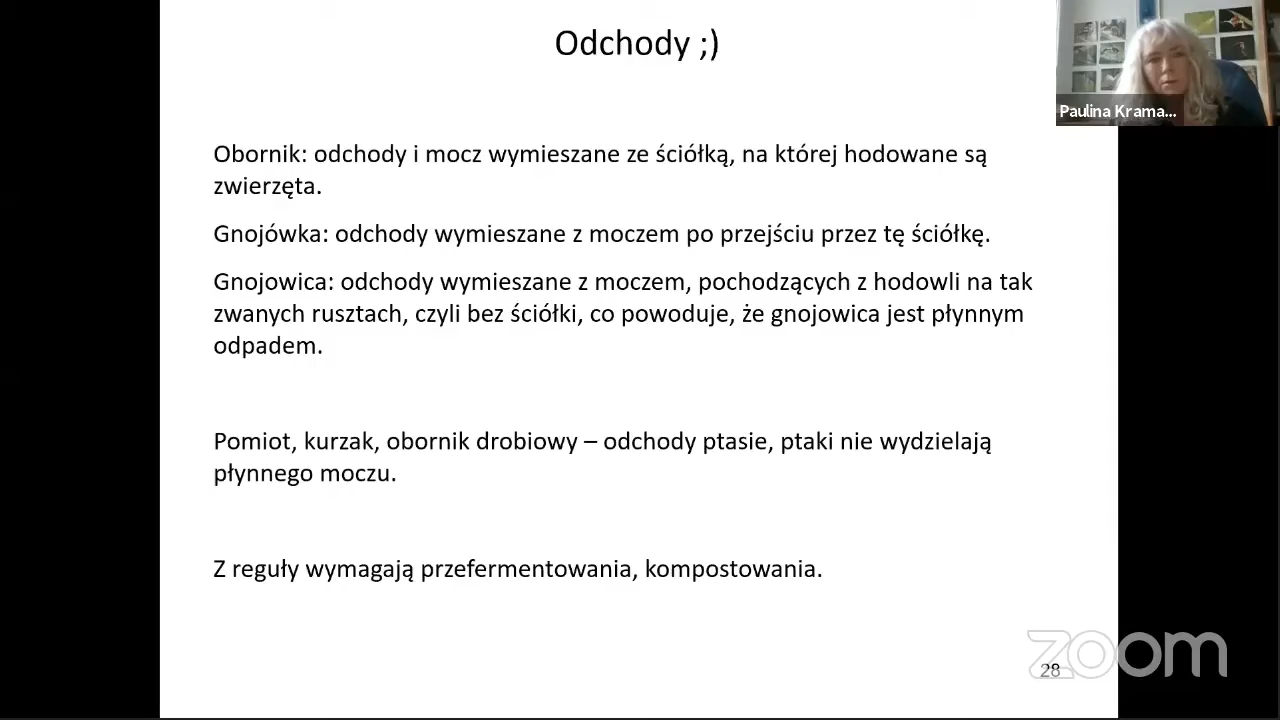 Odchody ;)
Paulina Krama...
Obornik: odchody i mocz wymieszane ze ściółką, na której hodowane są
zwierzęta.
Gnojówka: odchody wymieszane z moczem po przejściu przez tę ściółkę.
Gnojowica: odchody wymieszane z moczem, pochodzących z hodowli na tak
zwanych rusztach, czyli bez ściółki, co powoduje, że gnojowica jest płynnym
odpadem.
Pomiot, kurzak, obornik drobiowy – odchody ptasie, ptaki nie wydzielają
płynnego moczu.
Z reguły wymagają przefermentowania, kompostowania.
zoom
28